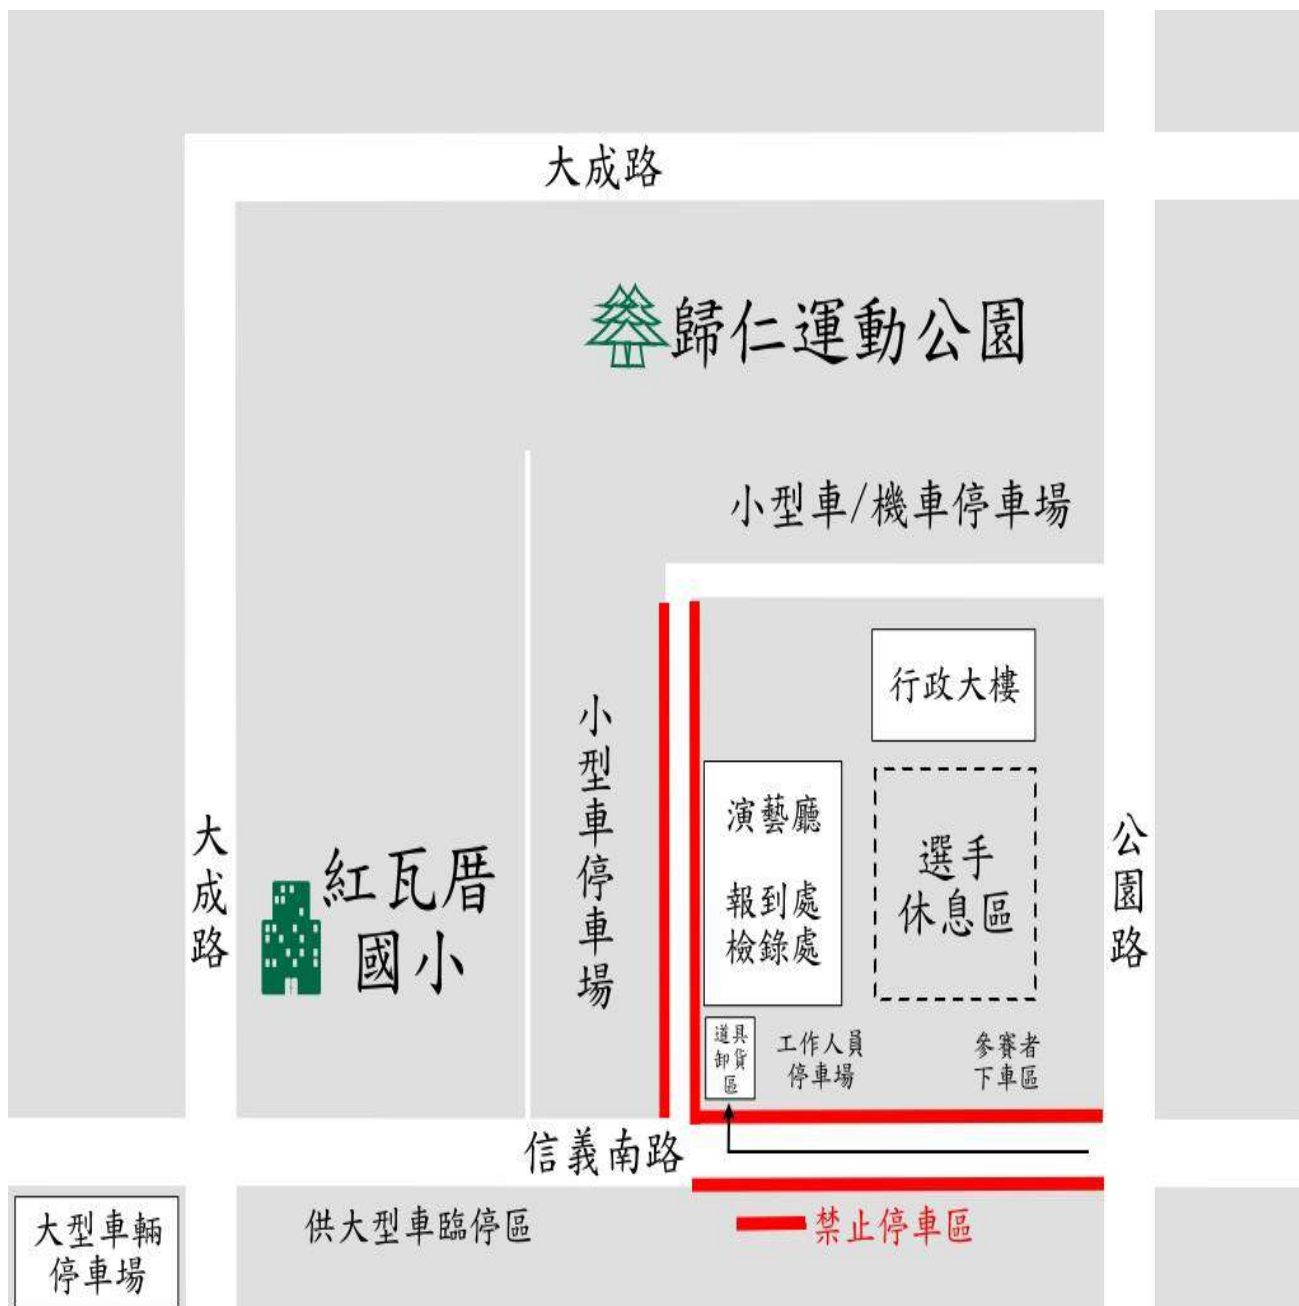 大成路
歸仁運動公園
小型車/機車停車場
行政大樓
小型車停車場
演藝廳
報到處
檢錄處
選手
休息區
大成路
公園路
紅瓦厝
國小
道具
卸貨
區
工作人員
停車場
參賽者
下車區
信義南路
大型車輛
停車場
供大型車臨停區
禁止停車區